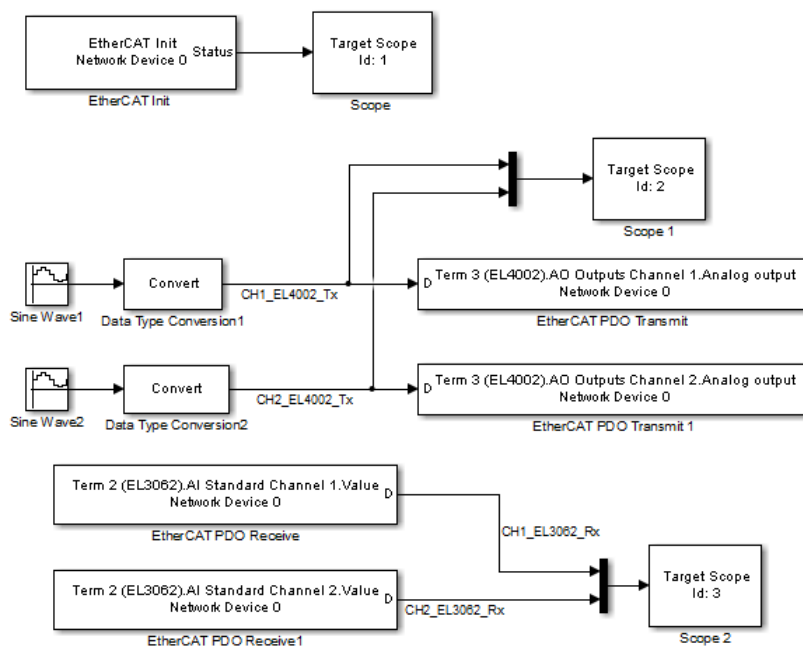 EtherCAT Init
Network Device 0
Status
EtherCAT Init
Target Scope
Id: 1
Scope
Target Scope
Id: 2
Scope 1
Sine Wave1
Convert
Data Type Conversion1
CH1_EL4002_Tx
D
Term 3 (EL4002).AO Outputs Channel 1.Analog output
Network Device 0
EtherCAT PDO Transmit
Sine Wave2
Convert
Data Type Conversion2
CH2_EL4002_Tx
D
Term 3 (EL4002).AO Outputs Channel 2.Analog output
Network Device 0
EtherCAT PDO Transmit 1
Term 2 (EL3062).AI Standard Channel 1.Value
Network Device 0
D
EtherCAT PDO Receive
CH1_EL3062_Rx
Term 2 (EL3062).AI Standard Channel 2.Value
Network Device 0
D
EtherCAT PDO Receive1
CH2_EL3062_Rx
Target Scope
Id: 3
Scope 2